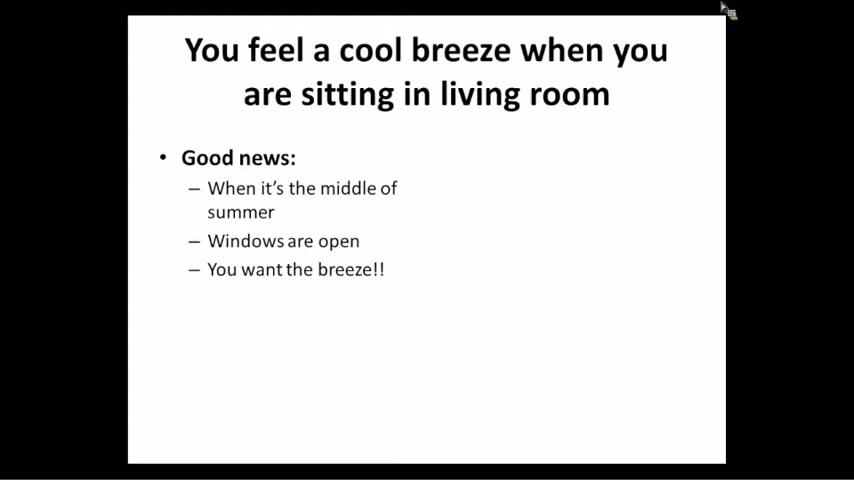 You feel a cool breeze when you
are sitting in living room
• Good news:
– When it's the middle of
summer
– Windows are open
– You want the breeze!!